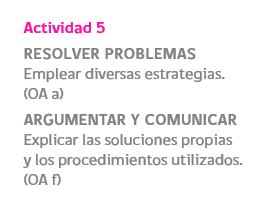 Actividad 5
RESOLVER PROBLEMAS
Emplear diversas estrategias.
(OA a)
ARGUMENTAR Y COMUNICAR
Explicar las soluciones propias
y los procedimientos utilizados.
(OA f)